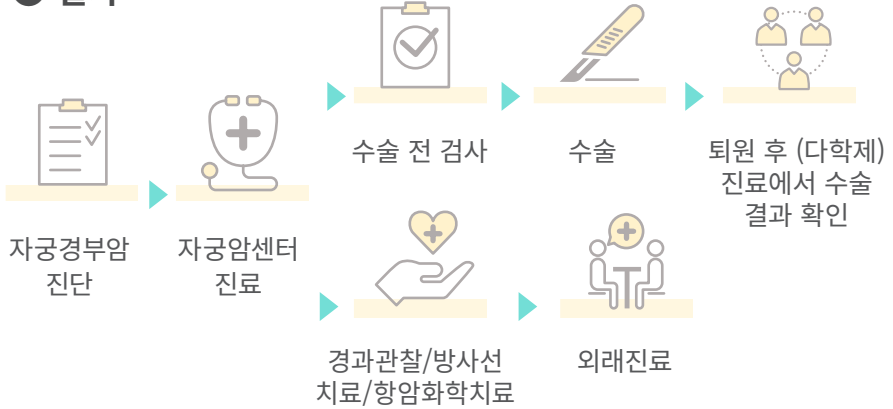 수술 전 검사
수술
퇴원 후 (다학제)
진료에서 수술
결과 확인
자궁경부암
진단
자궁암센터
진료
경과관찰/방사선
치료/항암화학치료
외래진료